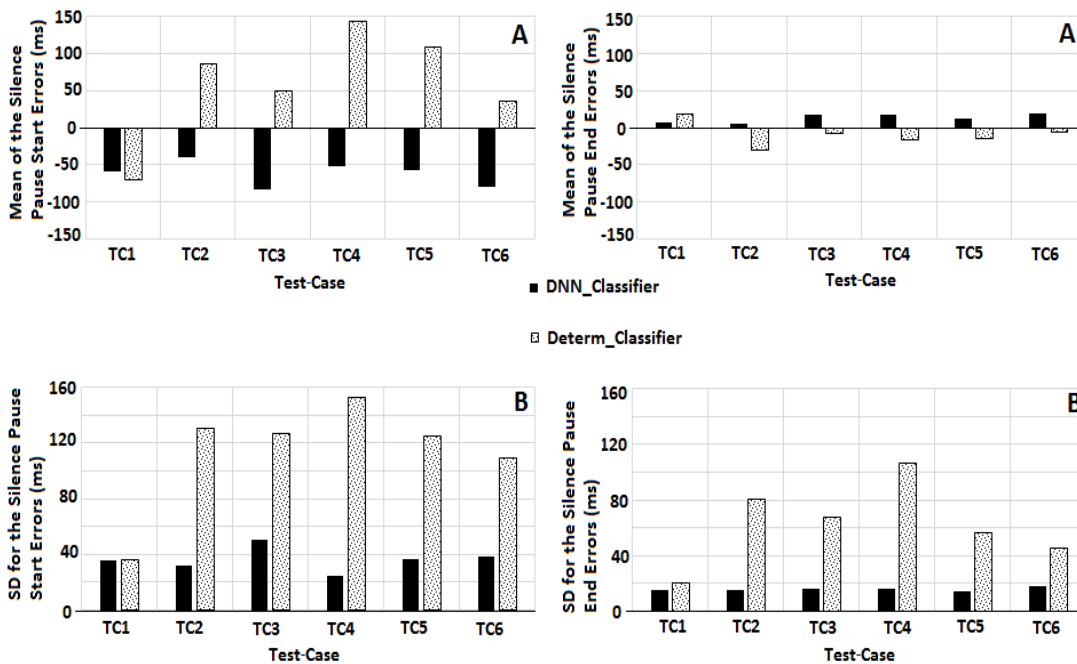 150
100
50
0
-50
-100
-150
Mean of the Silence
Pause Start Errors (ms)
A
TC1 TC2 TC3 TC4 TC5 TC6
Test-Case
150
100
50
0
-50
-100
-150
Mean of the Silence
Pause End Errors (ms)
A
TC1 TC2 TC3 TC4 TC5 TC6
Test-Case
DNN_Classifier
Determ_Classifier
160
120
80
40
0
SD for the Silence Pause
Start Errors (ms)
B
TC1 TC2 TC3 TC4 TC5 TC6
Test-Case
160
120
80
40
0
SD for the Silence Pause
End Errors (ms)
B
TC1 TC2 TC3 TC4 TC5 TC6
Test-Case